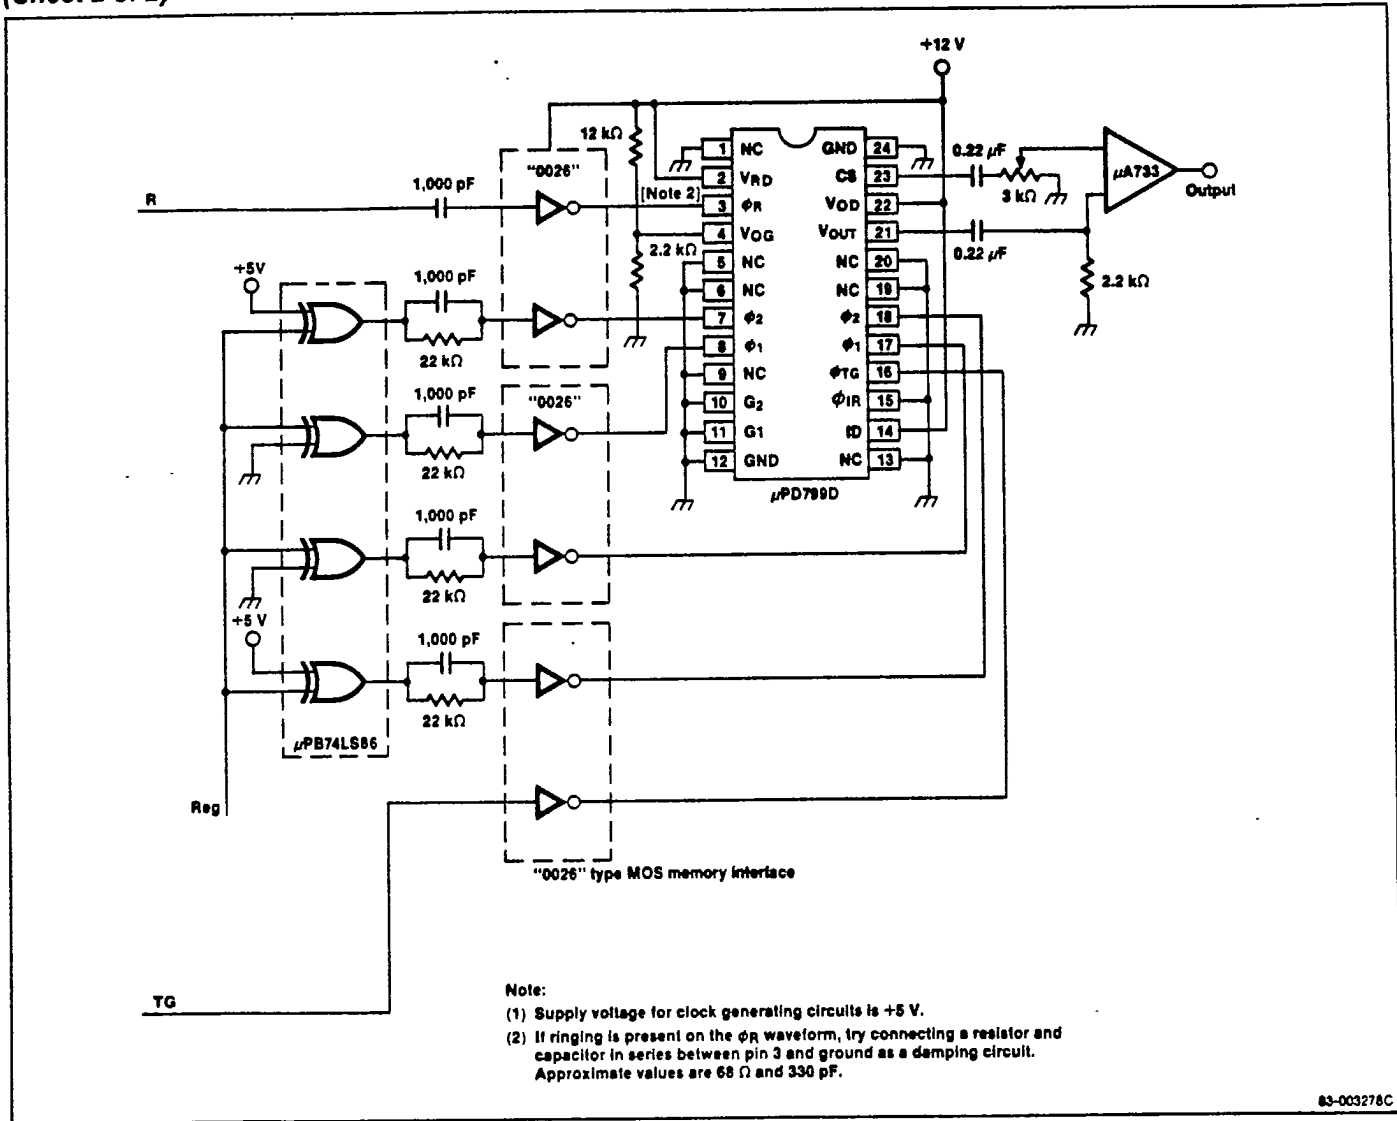 (Sheet 2 of 2)
+12 V
12 kΩ
"0026"
1 NC
2 VRD
3 ϕR
4 VOG
5 NC
6 NC
7 ϕ2
8 ϕ1
9 NC
10 G2
11 G1
12 GND
GND 24
CS 23
VOD 22
VOUT 21
NC 20
NC 19
ϕ2 18
ϕ1 17
ϕTG 16
ϕIR 15
ID 14
NC 13
μPD799D
0.22 μF
3 kΩ
μA733
Output
0.22 μF
2.2 kΩ
R
1,000 pF
[Note 2]
2.2 kΩ
+5V
1,000 pF
22 kΩ
1,000 pF
"0026"
22 kΩ
1,000 pF
22 kΩ
+5 V
1,000 pF
22 kΩ
μPB74LS86
Reg
"0026" type MOS memory interface
TG
Note:
(1) Supply voltage for clock generating circuits is +5 V.
(2) If ringing is present on the ϕR waveform, try connecting a resistor and
capacitor in series between pin 3 and ground as a damping circuit.
Approximate values are 68 Ω and 330 pF.
83-003278C